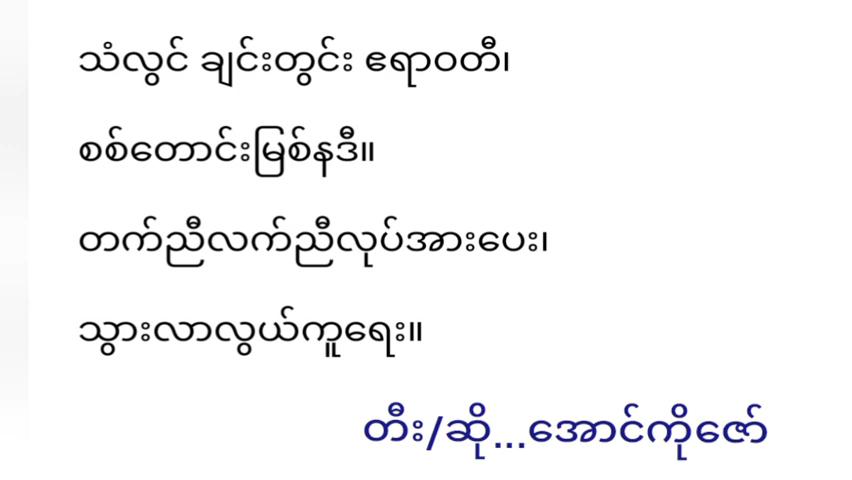 သံလွင် ချင်းတွင်း ဧရာဝတီ၊
စစ်တောင်းမြစ်နဒီ။
တက်ညီလက်ညီလုပ်အားပေး၊
သွားလာလွယ်ကူရေး။
တီး/ဆို...အောင်ကိုဇော်